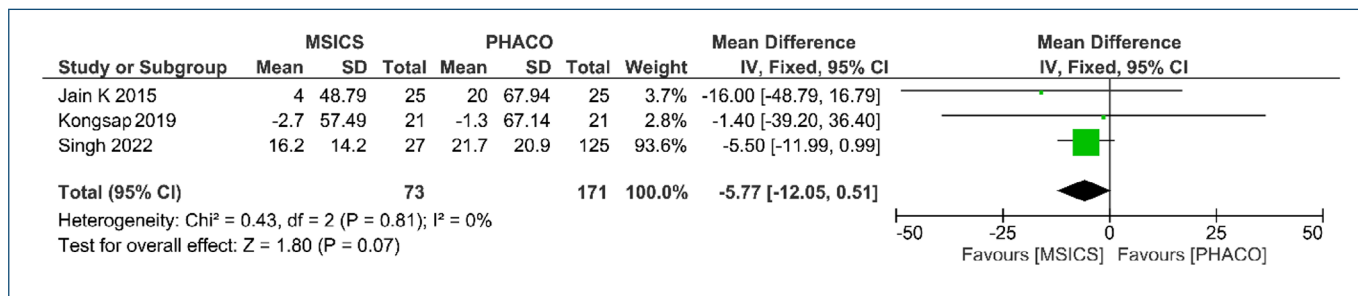 MSICS PHACO Mean Difference Mean Difference
Study or Subgroup Mean SD Total Mean SD Total Weight IV, Fixed, 95% CI IV, Fixed, 95% CI
Jain K 2015 4 48.79 25 20 67.94 25 3.7% -16.00 [-48.79, 16.79]
Kongsap 2019 -2.7 57.49 21 -1.3 67.14 21 2.8% -1.40 [-39.20, 36.40]
Singh 2022 16.2 14.2 27 21.7 20.9 125 93.6% -5.50 [-11.99, 0.99]
Total (95% CI) 73 171 100.0% -5.77 [-12.05, 0.51]
Heterogeneity: Chi² = 0.43, df = 2 (P = 0.81); I² = 0%
Test for overall effect: Z = 1.80 (P = 0.07)
-50 -25 0 25 50
Favours [MSICS] Favours [PHACO]